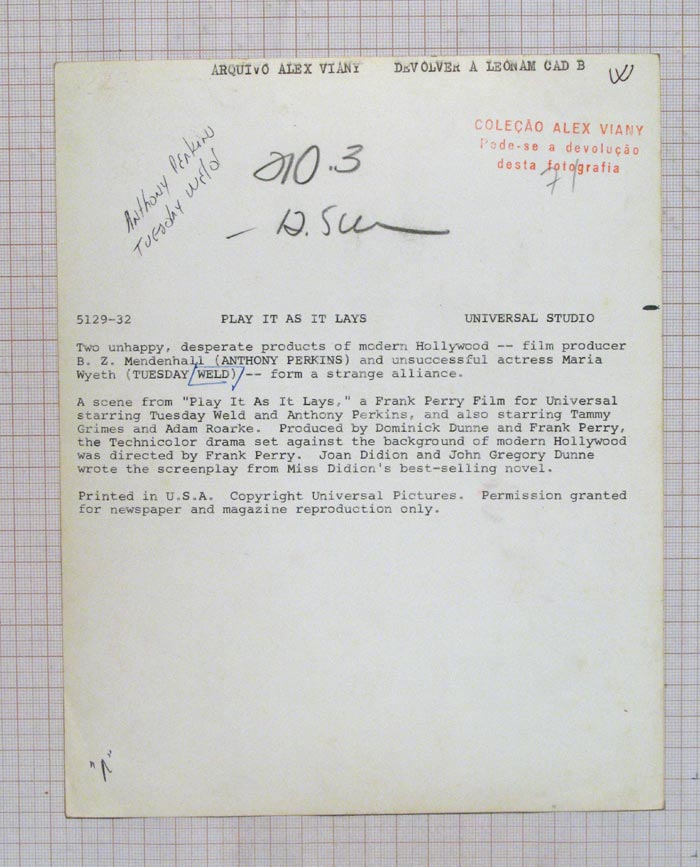 ARQUIVO ALEX VIANY DEVOLVER A LEONAM CAD B
W
COLEÇÃO ALEX VIANY
Pede-se a devolução
desta fotografia
Anthony Perkins
Tuesday Weld
210.3
5129-32 PLAY IT AS IT LAYS UNIVERSAL STUDIO
Two unhappy, desperate products of modern Hollywood -- film producer
B. Z. Mendenhall (ANTHONY PERKINS) and unsuccessful actress Maria
Wyeth (TUESDAY WELD) -- form a strange alliance.
A scene from "Play It As It Lays," a Frank Perry Film for Universal
starring Tuesday Weld and Anthony Perkins, and also starring Tammy
Grimes and Adam Roarke. Produced by Dominick Dunne and Frank Perry,
the Technicolor drama set against the background of modern Hollywood
was directed by Frank Perry. Joan Didion and John Gregory Dunne
wrote the screenplay from Miss Didion's best-selling novel.
Printed in U.S.A. Copyright Universal Pictures. Permission granted
for newspaper and magazine reproduction only.